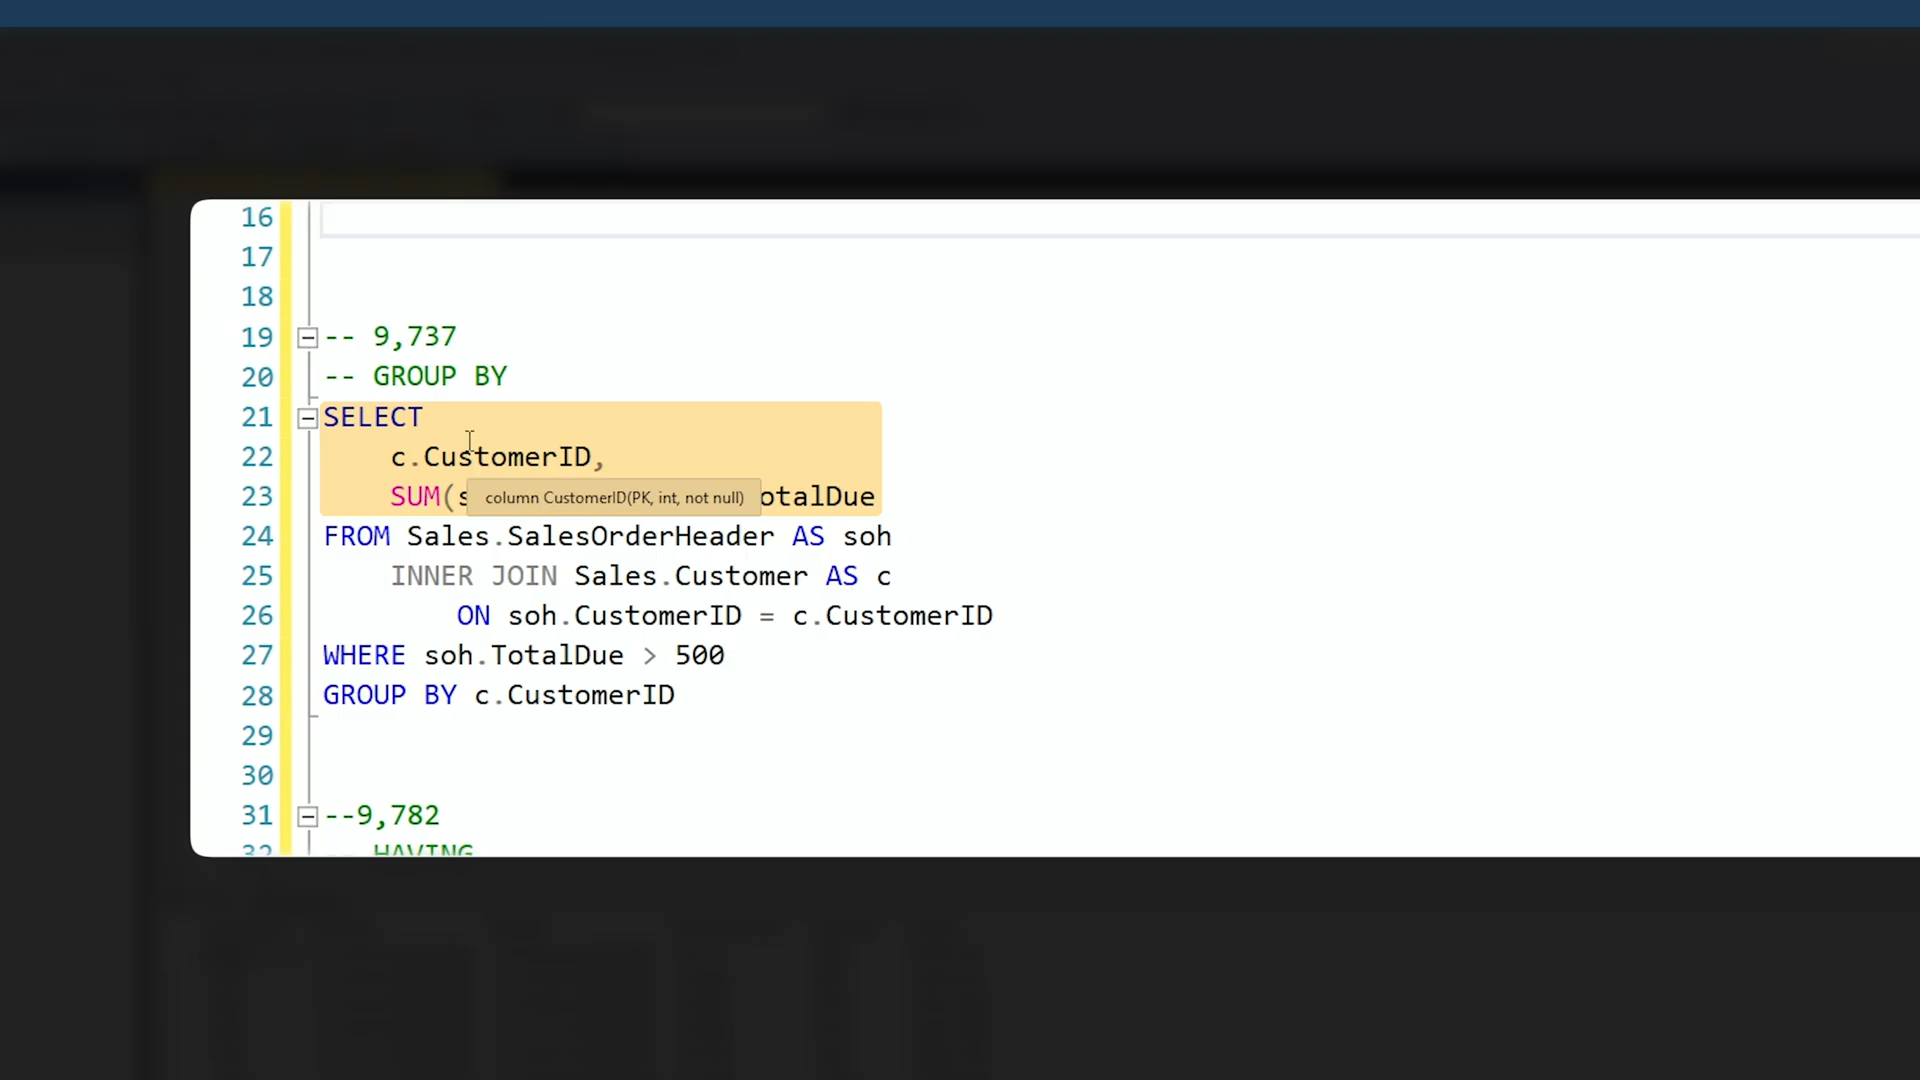 16
17
18
19 -- 9,737
20 -- GROUP BY
21 SELECT
22 c.CustomerID,
23 SUM(s column CustomerID(PK, int, not null) otalDue
24 FROM Sales.SalesOrderHeader AS soh
25 INNER JOIN Sales.Customer AS c
26 ON soh.CustomerID = c.CustomerID
27 WHERE soh.TotalDue > 500
28 GROUP BY c.CustomerID
29
30
31 --9,782
32 -- HAVING